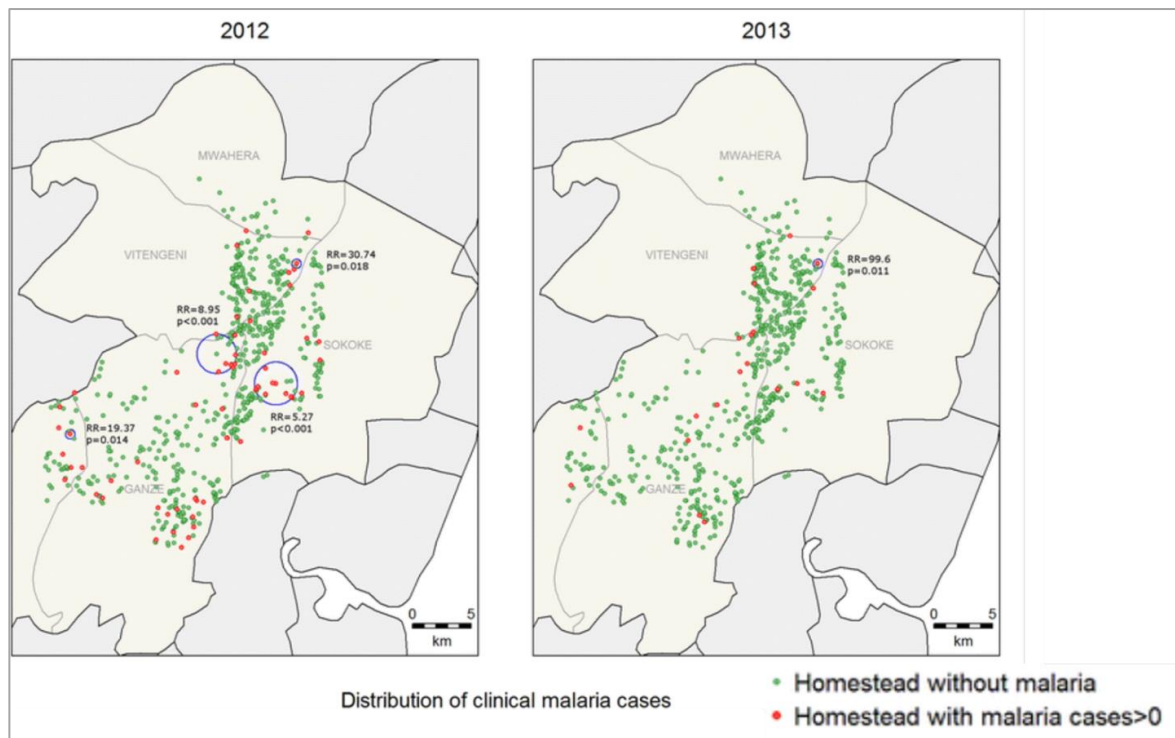 2012
2013
MWAHERA
VITENGENI
RR=30.74
p=0.018
RR=8.95
p<0.001
SOKOKE
RR=5.27
p<0.001
RR=19.37
p=0.014
GANZE
0 5
km
MWAHERA
VITENGENI
RR=99.6
p=0.011
SOKOKE
GANZE
0 5
km
Distribution of clinical malaria cases
Homestead without malaria
Homestead with malaria cases>0